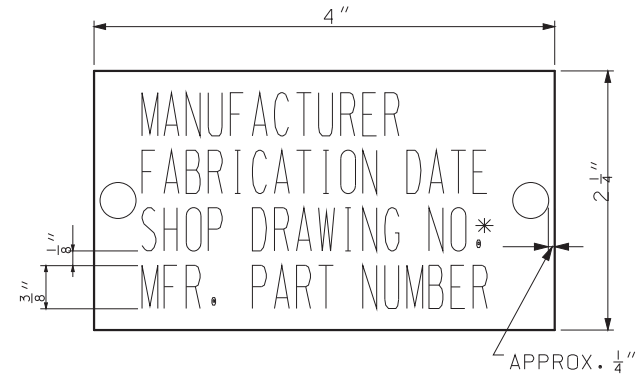 4"
MANUFACTURER
FABRICATION DATE
2 1/4"
SHOP DRAWING NO.*
1/8"
MFR. PART NUMBER
3/8"
APPROX. 1/4"